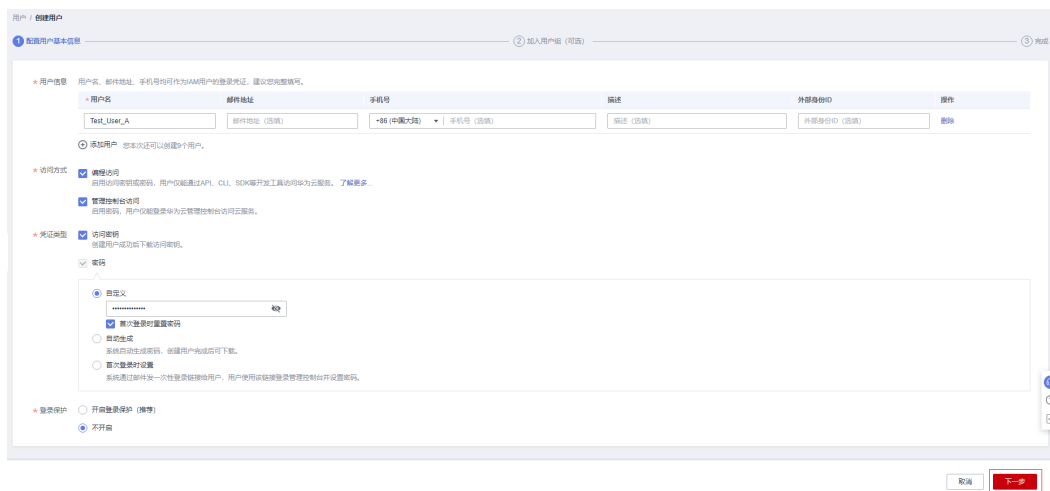 用户 / 创建用户
1 配置用户基本信息 2 加入用户组（可选） 3 完成
* 用户信息 用户名、邮件地址、手机号均可作为IAM用户的登录凭证，建议您完整填写。
* 用户名 邮件地址 手机号 描述 外部身份ID 操作
Test_User_A 邮件地址（选填） +86 (中国大陆) 手机号（选填） 描述（选填） 外部身份ID（选填） 删除
添加用户 您本次还可以创建9个用户。
* 访问方式 编程访问
启用访问密钥或密码，用户仅能通过API、CLI、SDK等开发工具访问华为云服务。 了解更多...
管理控制台访问
启用密码，用户仅能登录华为云管理控制台访问云服务。
* 凭证类型 访问密钥
创建用户成功后下载访问密钥。
密码
自定义
••••••••••••••
首次登录时重置密码
自动生成
系统自动生成密码，创建用户完成后可下载。
首次登录时设置
系统通过邮件发一次性登录链接给用户，用户使用该链接登录管理控制台并设置密码。
* 登录保护 开启登录保护（推荐）
不开启
取消 下一步